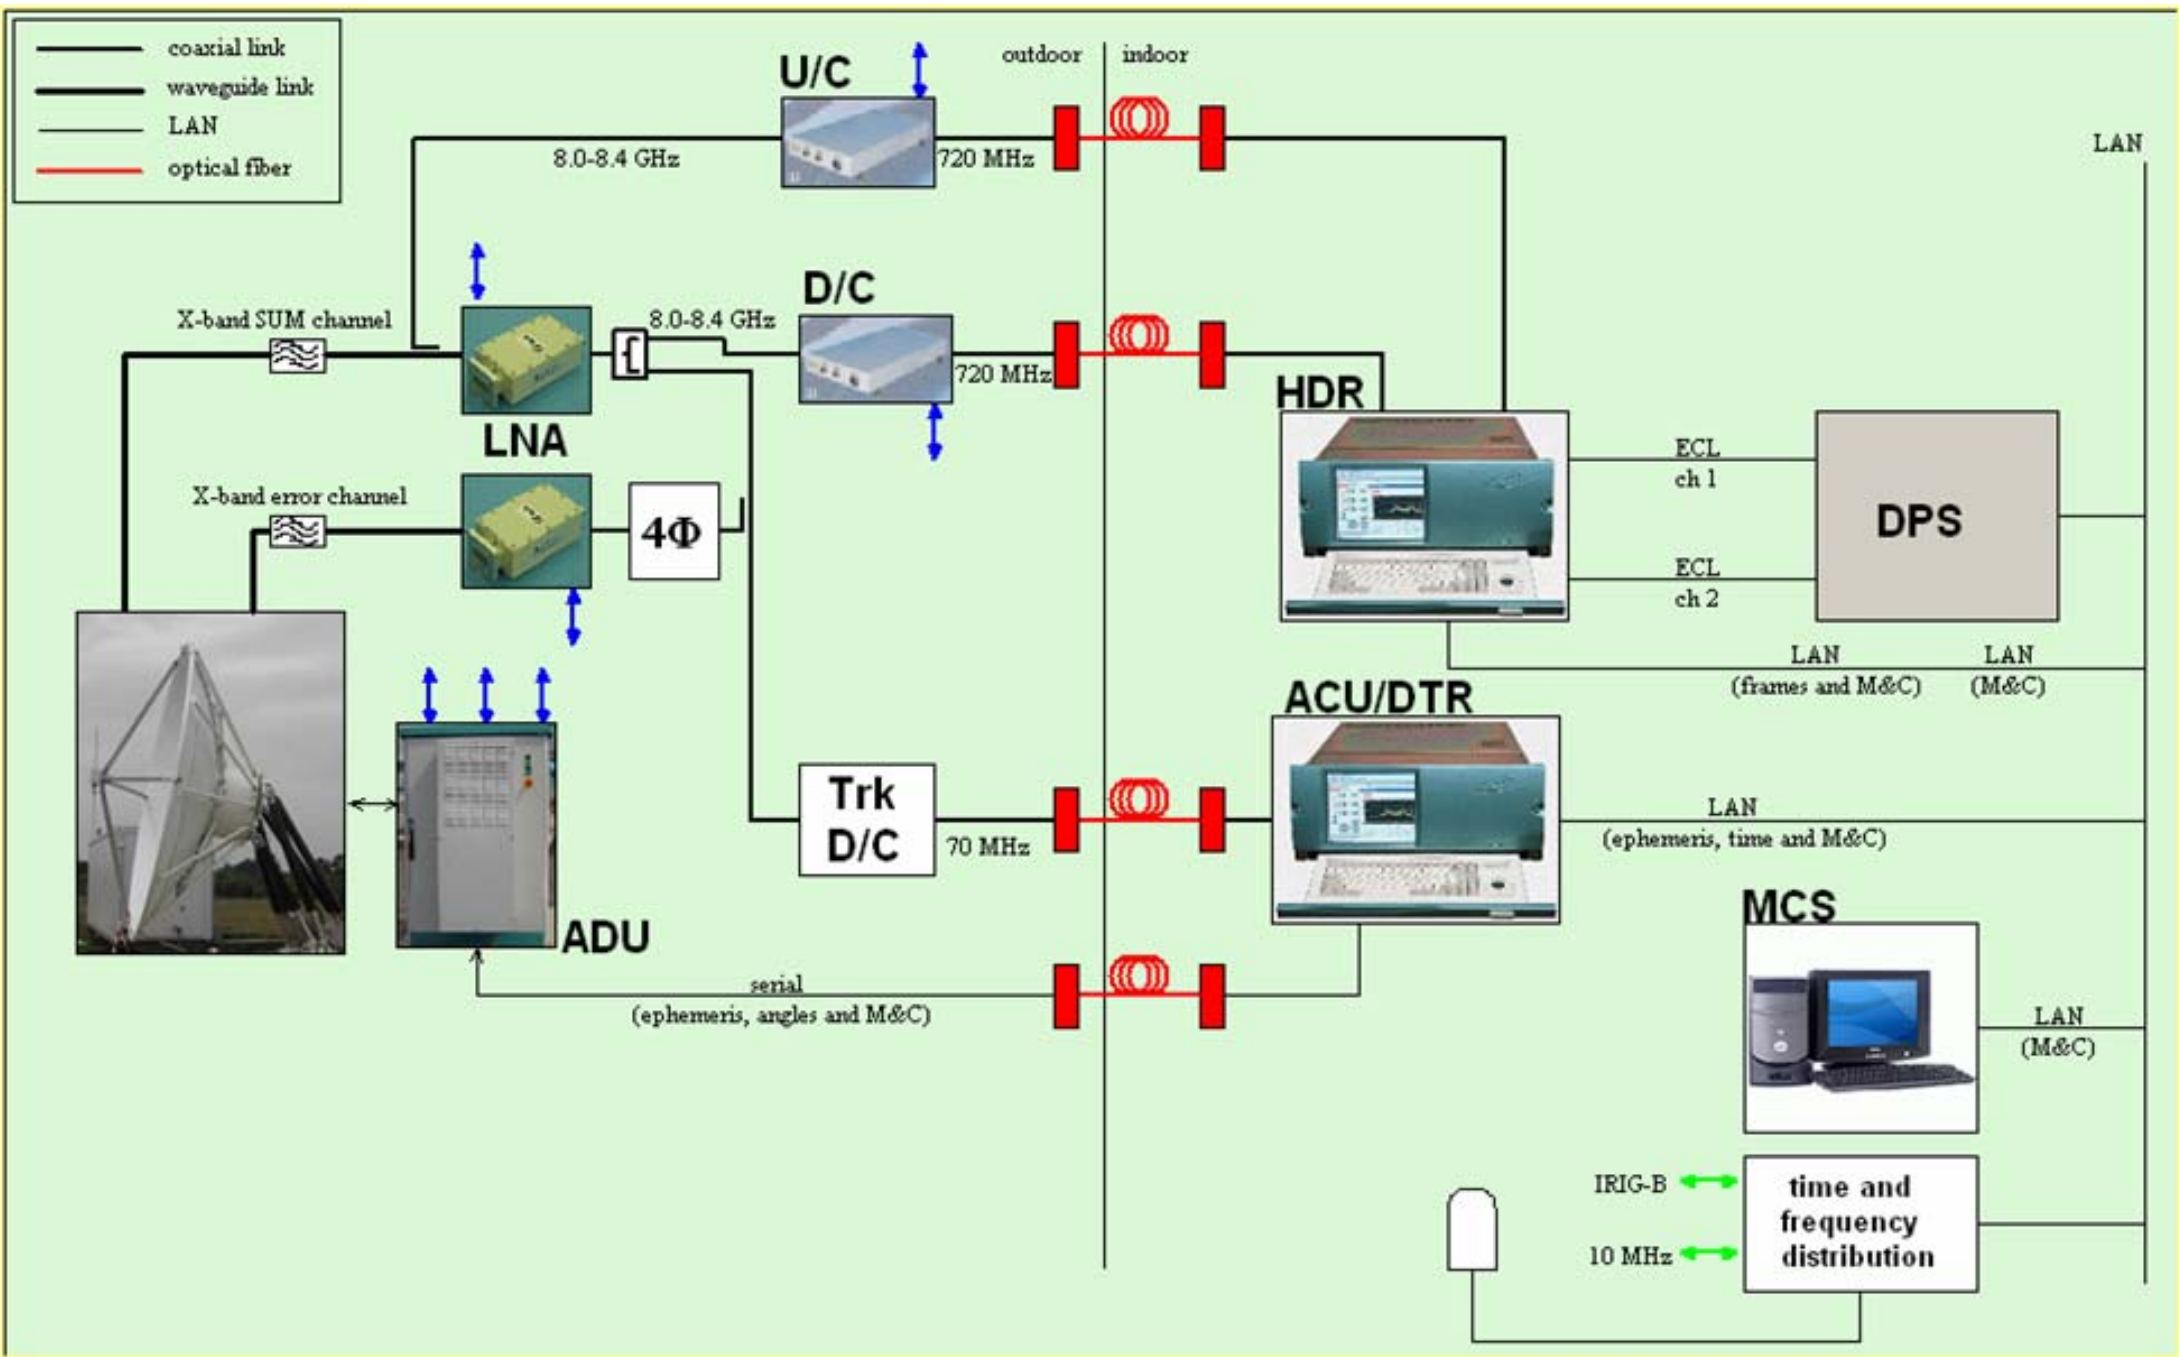 coaxial link
waveguide link
LAN
optical fiber
U/C
outdoor
indoor
8.0-8.4 GHz
720 MHz
LAN
X-band SUM channel
8.0-8.4 GHz
D/C
720 MHz
LNA
X-band error channel
4Φ
HDR
ECL
ch 1
ECL
ch 2
DPS
LAN
(frames and M&C)
LAN
(M&C)
ACU/DTR
Trk
D/C
70 MHz
LAN
(ephemeris, time and M&C)
ADU
serial
(ephemeris, angles and M&C)
MCS
LAN
(M&C)
IRIG-B
10 MHz
time and
frequency
distribution